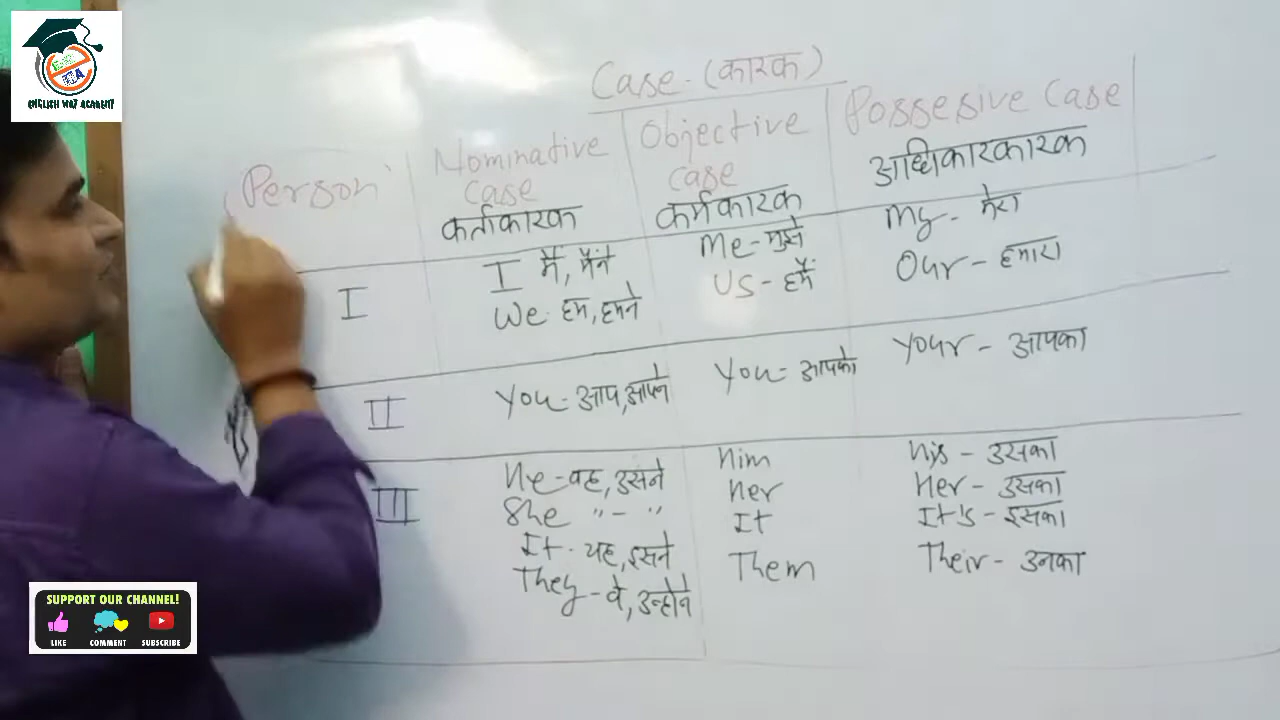 ENGLISH WAY ACADEMY
Case - (कारक)
Person
Nominative case
कर्ताकारक
Objective case
कर्मकारक
Possesive Case
अधिकारकारक
I
I मैं, मैंने
We - हम, हमने
Me - मुझे
US - हमें
My - मेरा
Our - हमारा
II
You - आप, आपने
You - आपको
Your - आपका
III
He - वह, उसने
She " - "
It - यह, इसने
They - वे, उन्होंने
him
her
It
Them
his - उसका
Her - उसका
It's - इसका
Their - उनका
SUPPORT OUR CHANNEL!
LIKE COMMENT SUBSCRIBE